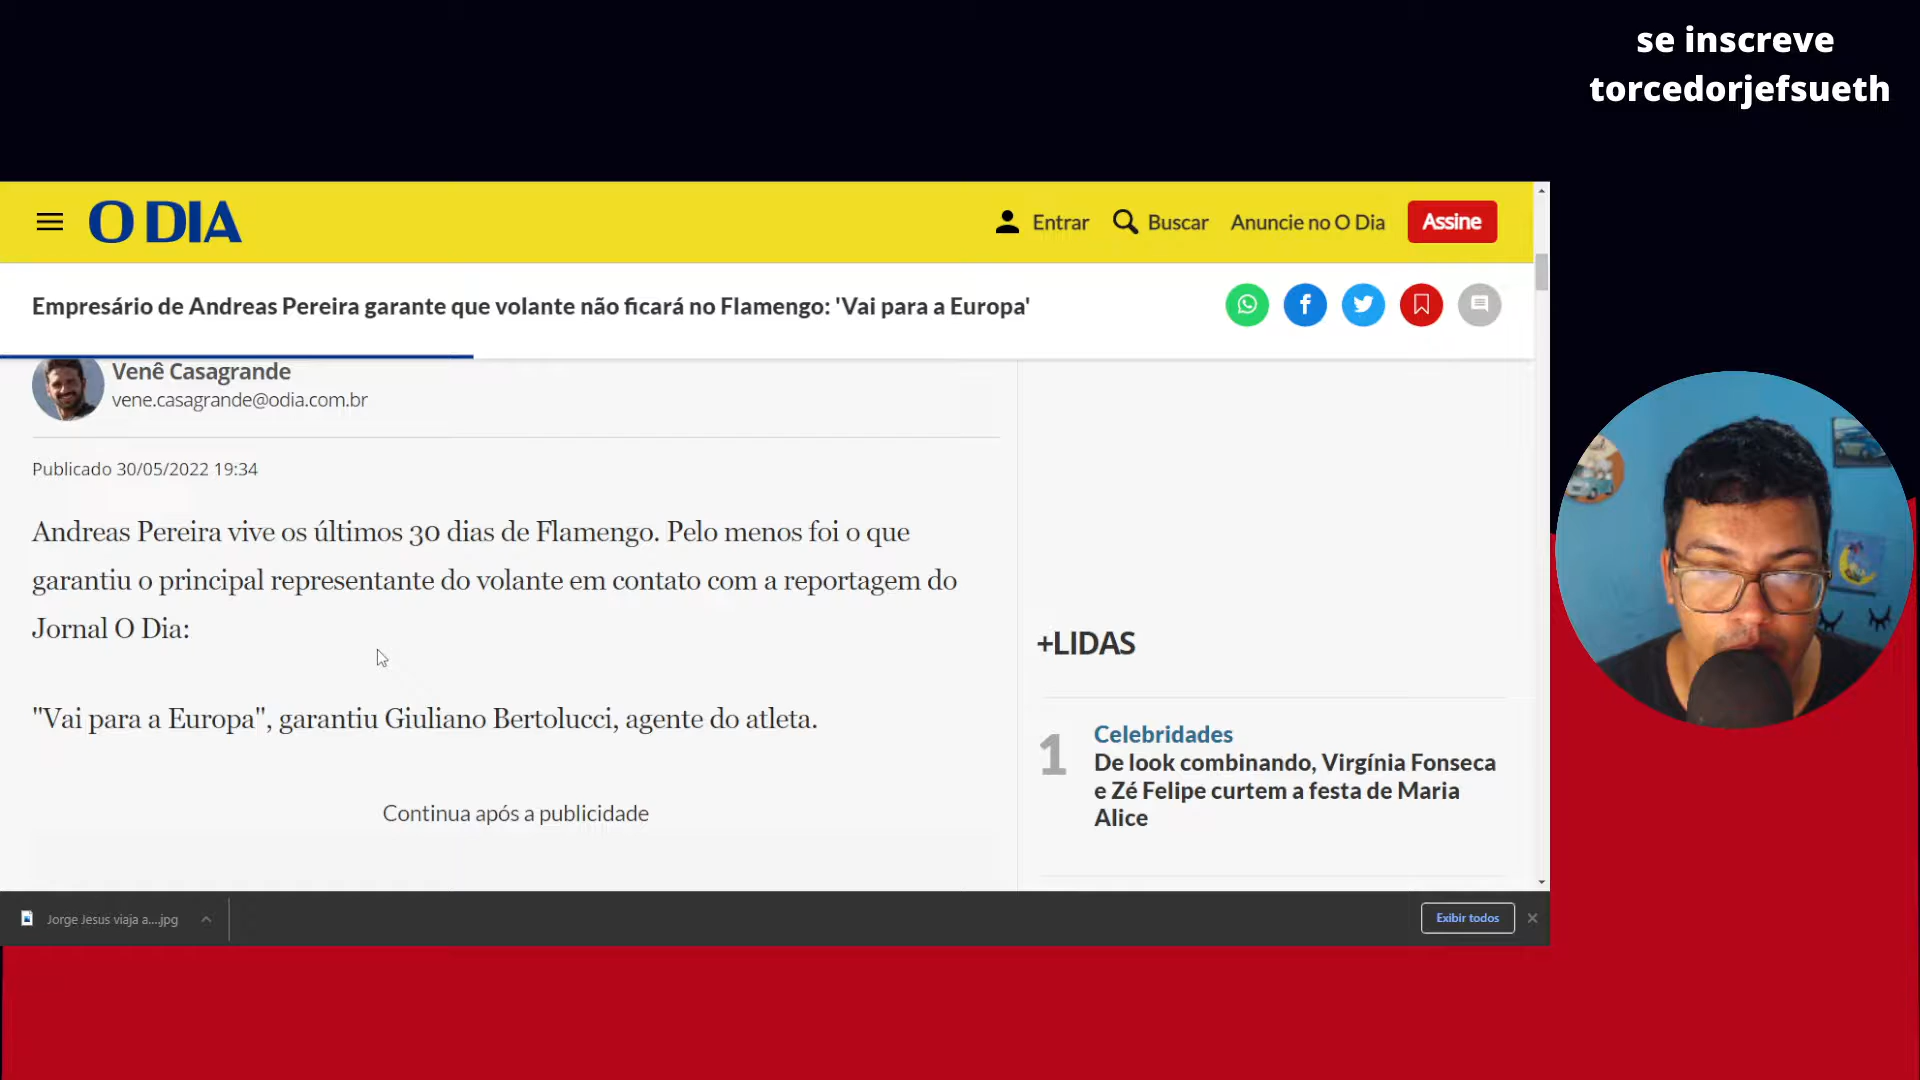 se inscreve
torcedorjefsueth
O DIA
Entrar
Buscar
Anuncie no O Dia
Assine
Empresário de Andreas Pereira garante que volante não ficará no Flamengo: 'Vai para a Europa'
Venê Casagrande
vene.casagrande@odia.com.br
Publicado 30/05/2022 19:34
Andreas Pereira vive os últimos 30 dias de Flamengo. Pelo menos foi o que
garantiu o principal representante do volante em contato com a reportagem do
Jornal O Dia:
"Vai para a Europa", garantiu Giuliano Bertolucci, agente do atleta.
Continua após a publicidade
+LIDAS
1
Celebridades
De look combinando, Virgínia Fonseca
e Zé Felipe curtem a festa de Maria
Alice
Jorge Jesus viaja a....jpg
Exibir todos